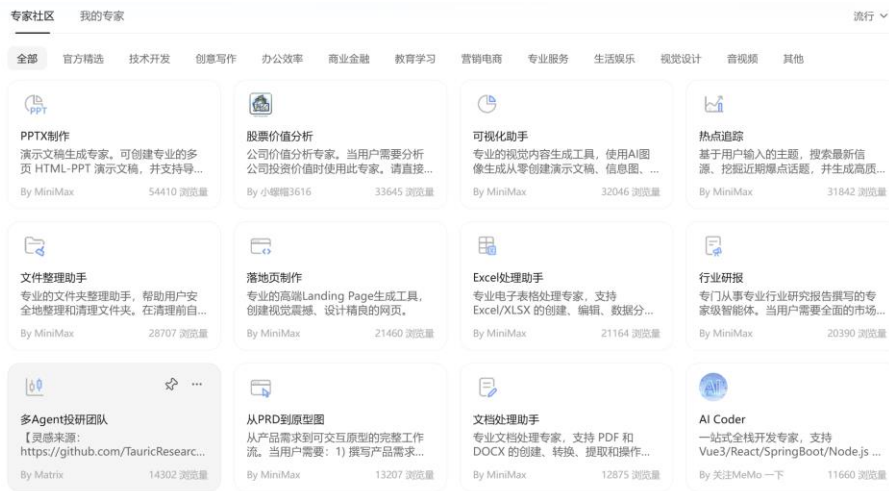 专家社区 我的专家 流行
全部 官方精选 技术开发 创意写作 办公效率 商业金融 教育学习 营销电商 专业服务 生活娱乐 视觉设计 音视频 其他
PPT
PPTX制作
演示文稿生成专家。可创建专业的多
页 HTML-PPT 演示文稿，并支持导...
By MiniMax 54410 浏览量
股票价值分析
公司价值分析专家。当用户需要分析
公司投资价值时使用此专家。请直接...
By 小螺帽3616 33645 浏览量
可视化助手
专业的视觉内容生成工具，使用AI图
像生成从零创建演示文稿、信息图、...
By MiniMax 32046 浏览量
热点追踪
基于用户输入的主题，搜索最新信
源、挖掘近期爆点话题，并生成高质...
By MiniMax 31842 浏览量
文件整理助手
专业的文件夹整理助手，帮助用户安
全地整理和清理文件夹。在清理前自...
By MiniMax 28707 浏览量
落地页制作
专业的高端Landing Page生成工具，
创建视觉震撼、设计精良的网页。
By MiniMax 21460 浏览量
Excel处理助手
专业电子表格处理专家，支持
Excel/XLSX 的创建、编辑、数据分...
By MiniMax 21164 浏览量
行业研报
专门从事专业行业研究报告撰写的专
家级智能体。当用户需要全面的市场...
By MiniMax 20390 浏览量
多Agent投研团队
【灵感来源：
https://github.com/TauricResearc...
By Matrix 14302 浏览量
从PRD到原型图
从产品需求到可交互原型的完整工作
流。当用户需要：1) 撰写产品需求...
By MiniMax 13207 浏览量
文档处理助手
专业文档处理专家，支持 PDF 和
DOCX 的创建、转换、提取和操作...
By MiniMax 12875 浏览量
AI
AI Coder
一站式全栈开发专家，支持
Vue3/React/SpringBoot/Node.js ...
By 关注MeMo 一下 11660 浏览量